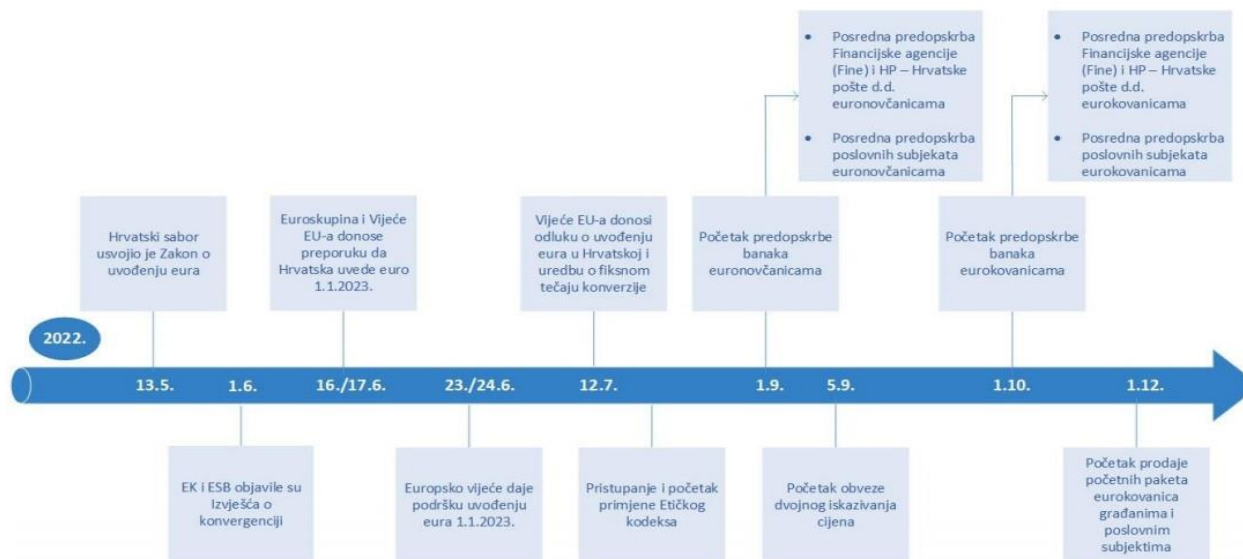 • Posredna predopskrba
Financijske agencije
(Fine) i HP – Hrvatske
pošte d.d.
euronovčanicama
• Posredna predopskrba
poslovnih subjekata
euronovčanicama
• Posredna predopskrba
Financijske agencije
(Fine) i HP – Hrvatske
pošte d.d.
eurokovanicama
• Posredna predopskrba
poslovnih subjekata
eurokovanicama
Hrvatski sabor
usvojio je Zakon o
uvođenju eura
Euroskupina i Vijeće
EU-a donose
preporuku da
Hrvatska uvede euro
1.1.2023.
Vijeće EU-a donosi
odluku o uvođenju
eura u Hrvatskoj i
uredbu o fiksnom
tečaju konverzije
Početak predopskrbe
banaka
euronovčanicama
Početak predopskrbe
banaka
eurokovanicama
2022.
13.5. 1.6. 16./17.6. 23./24.6. 12.7. 1.9. 5.9. 1.10. 1.12.
EK i ESB objavile su
Izvješća o
konvergenciji
Europsko vijeće daje
podršku uvođenju
eura 1.1.2023.
Pristupanje i početak
primjene Etičkog
kodeksa
Početak obveze
dvojnog iskazivanja
cijena
Početak prodaje
početnih paketa
eurokovanica
građanima i
poslovnim
subjektima